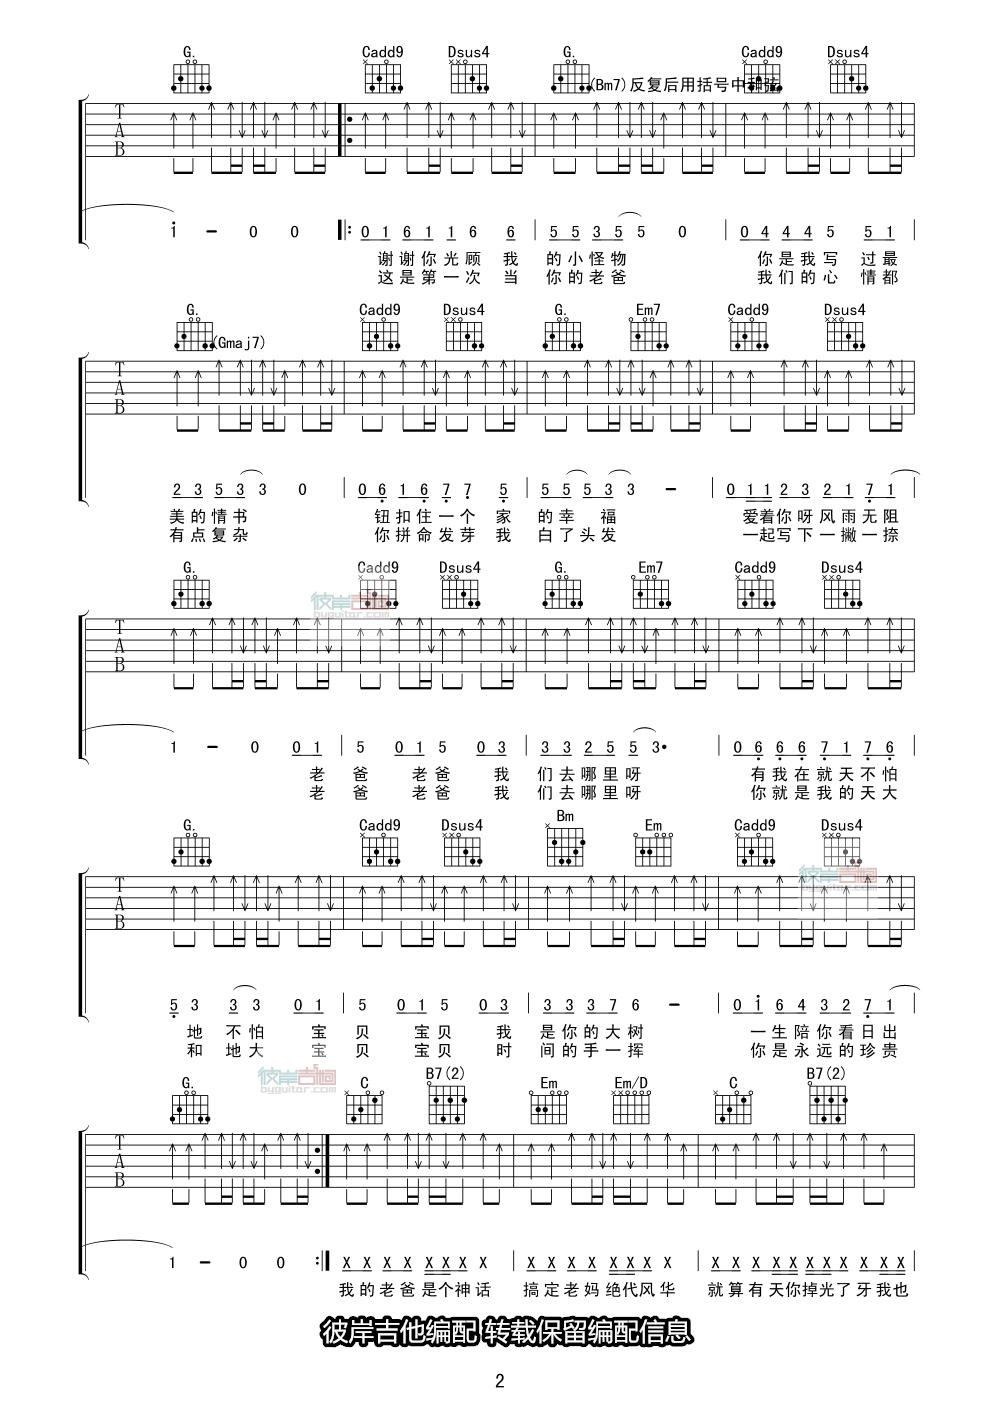 G. Cadd9 Dsus4 G. (Bm7)反复后用括号中和弦 Cadd9 Dsus4
T A B
1 - 0 0 0 1 6 1 1 6 6 5 5 3 5 5 0 0 4 4 4 5 5 1
谢谢你光顾 我 的小怪物 你是我写 过最
这是第一次 当 你的老爸 我们的心 情都
G. (Gmaj7) Cadd9 Dsus4 G. Em7 Cadd9 Dsus4
T A B
2 3 5 3 3 0 0 6 1 6 7 7 5 5 5 5 3 3 - 0 1 1 2 3 2 1 7 1
美的情书 钮扣住一个 家 的幸 福 爱着你呀风雨无阻
有点复杂 你拼命发芽 我 白了头发 一起写下一撇一捺
G. Cadd9 Dsus4 G. Em7 Cadd9 Dsus4
彼岸吉他
byguitar.com
T A B
1 - 0 0 1 5 0 1 5 0 3 3 3 2 5 5 3· 0 6 6 6 7 1 7 6
老 爸 老爸 我 们去哪里呀 有我在就天不怕
老 爸 老爸 我 们去哪里呀 你就是我的天大
G. Cadd9 Dsus4 Bm Em Cadd9 Dsus4
彼岸吉他
T A B
5 3 3 3 0 1 5 0 1 5 0 3 3 3 3 7 6 - 0 1 6 4 3 2 7 1
地 不怕 宝 贝 宝贝 我 是你的大树 一生陪你看日出
和 地大 宝 贝 宝贝 时 间的手一挥 你是永远的珍贵
彼岸吉他
byguitar.com
G. C B7(2) Em Em/D C B7(2)
5
T A B
1 - 0 0 X X X X X X X X X X X X X X X X X X X X X X X X
我的老爸是个神话 搞定老妈绝代风华 就算有天你掉光了牙我也
彼岸吉他编配 转载保留编配信息
2